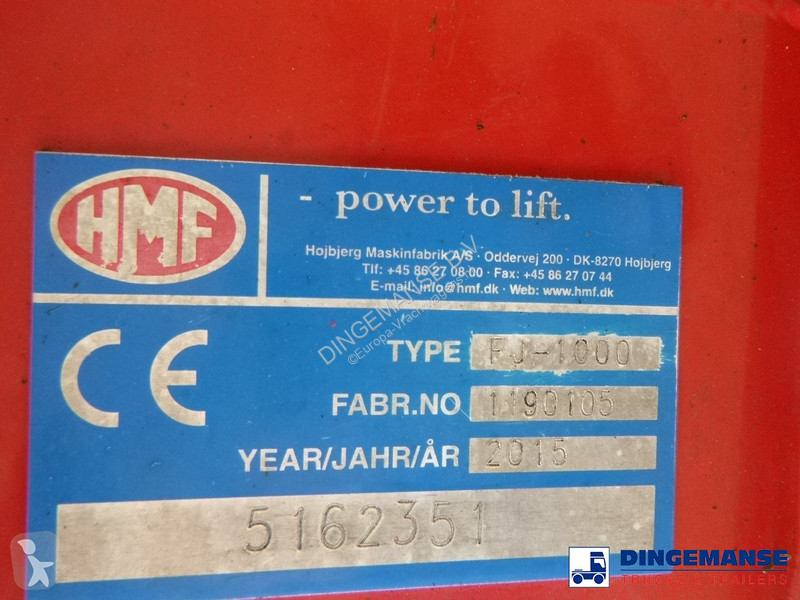 HMF
- power to lift.
Højbjerg Maskinfabrik A/S · Oddervej 200 · DK-8270 Højbjerg
Tlf: +45 86 27 08 00 · Fax: +45 86 27 07 44
E-mail: info@hmf.dk · Web: www.hmf.dk
DINGEMANSE B.V.
©Europa-Vrachtwagens
CE
TYPE FJ-1000
FABR.NO 1190105
YEAR/JAHR/ÅR 2015
5162351
DINGEMANSE
TRUCKS & TRAILERS